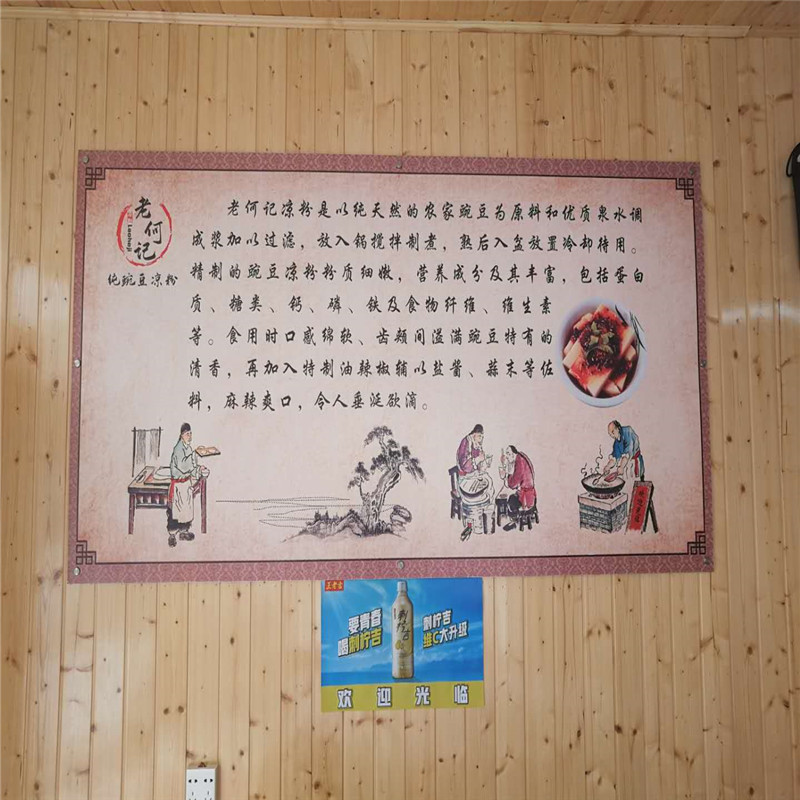 老何记
Laoheji
纯豌豆凉粉
老何记凉粉是以纯天然的农家豌豆为原料和优质泉水调
成浆加以过滤，放入锅搅拌制煮，熟后入盆放置冷却待用。
精制的豌豆凉粉粉质细嫩，营养成分及其丰富，包括蛋白
质、糖类、钙、磷、铁及食物纤维、维生素
等。食用时口感绵软、齿颊间溢满豌豆特有的
清香，再加入特制油辣椒辅以盐酱、蒜末等佐
料，麻辣爽口，令人垂涎欲滴。
王老吉
要青春
喝刺柠吉
刺柠吉
刺柠吉
维C大升级
欢迎光临